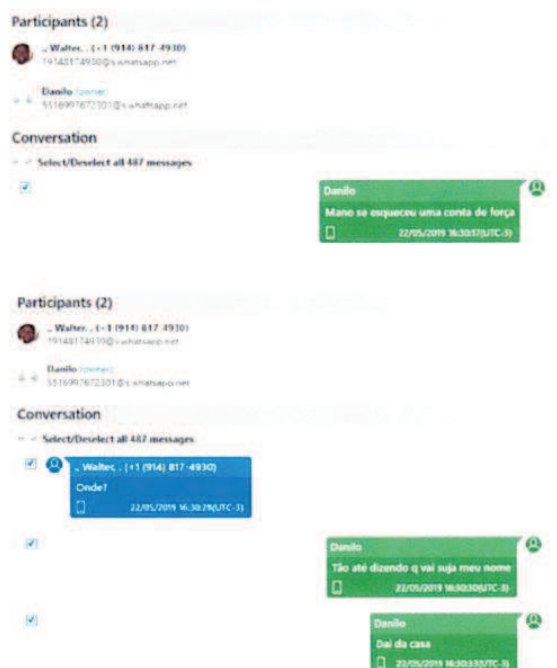 Participants (2)
., Walter, . (+1 (914) 817-4930)
19148174930@s.whatsapp.net
Danilo (owner)
5516997672301@s.whatsapp.net
Conversation
Select/Deselect all 487 messages
Danilo
Mano se esqueceu uma conta de força
22/05/2019 16:30:17(UTC-3)
Participants (2)
., Walter, . (+1 (914) 817-4930)
19148174930@s.whatsapp.net
Danilo (owner)
5516997672301@s.whatsapp.net
Conversation
Select/Deselect all 487 messages
., Walter, . (+1 (914) 817-4930)
Onde?
22/05/2019 16:30:28(UTC-3)
Danilo
Tão até dizendo q vai suja meu nome
22/05/2019 16:30:30(UTC-3)
Danilo
Dai da casa
22/05/2019 16:30:33(UTC-3)